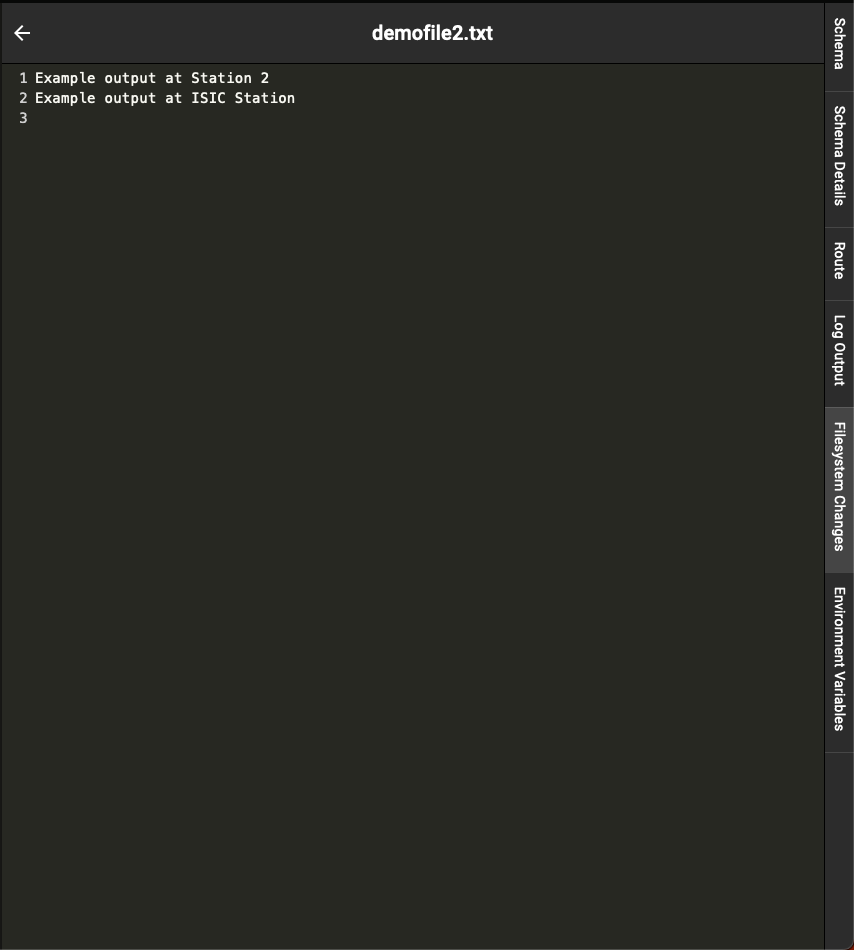 demofile2.txt
1 Example output at Station 2
2 Example output at ISIC Station
3
Schema
Schema Details
Route
Log Output
Filesystem Changes
Environment Variables